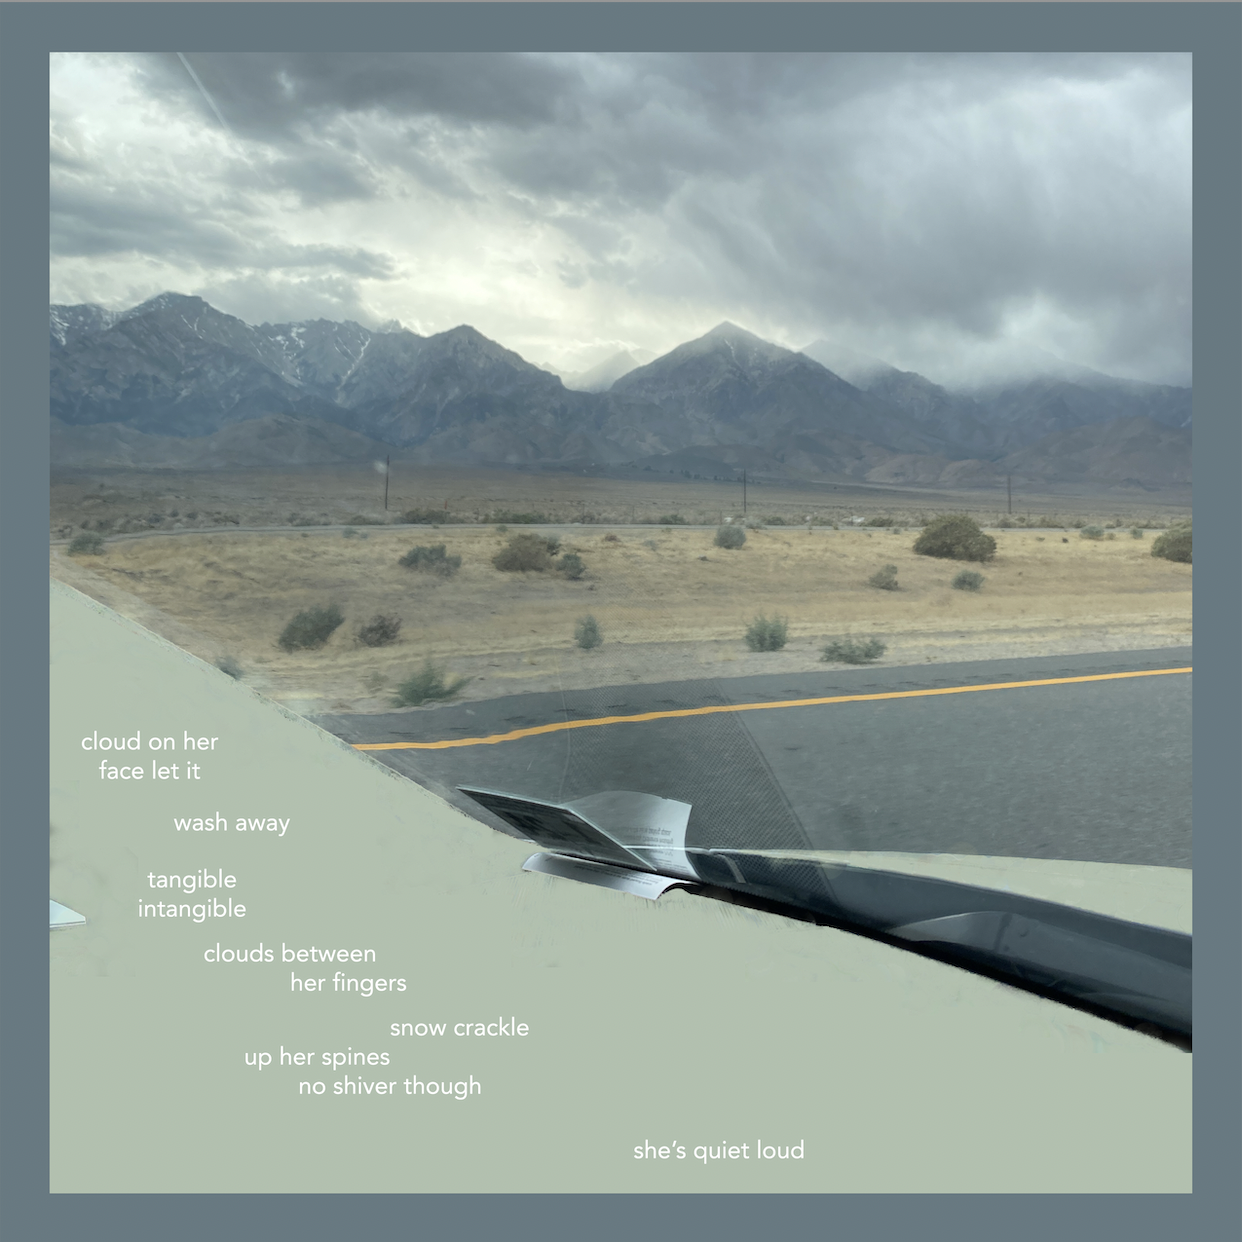 cloud on her
face let it
wash away
tangible
intangible
clouds between
her fingers
snow crackle
up her spines
no shiver though
she's quiet loud